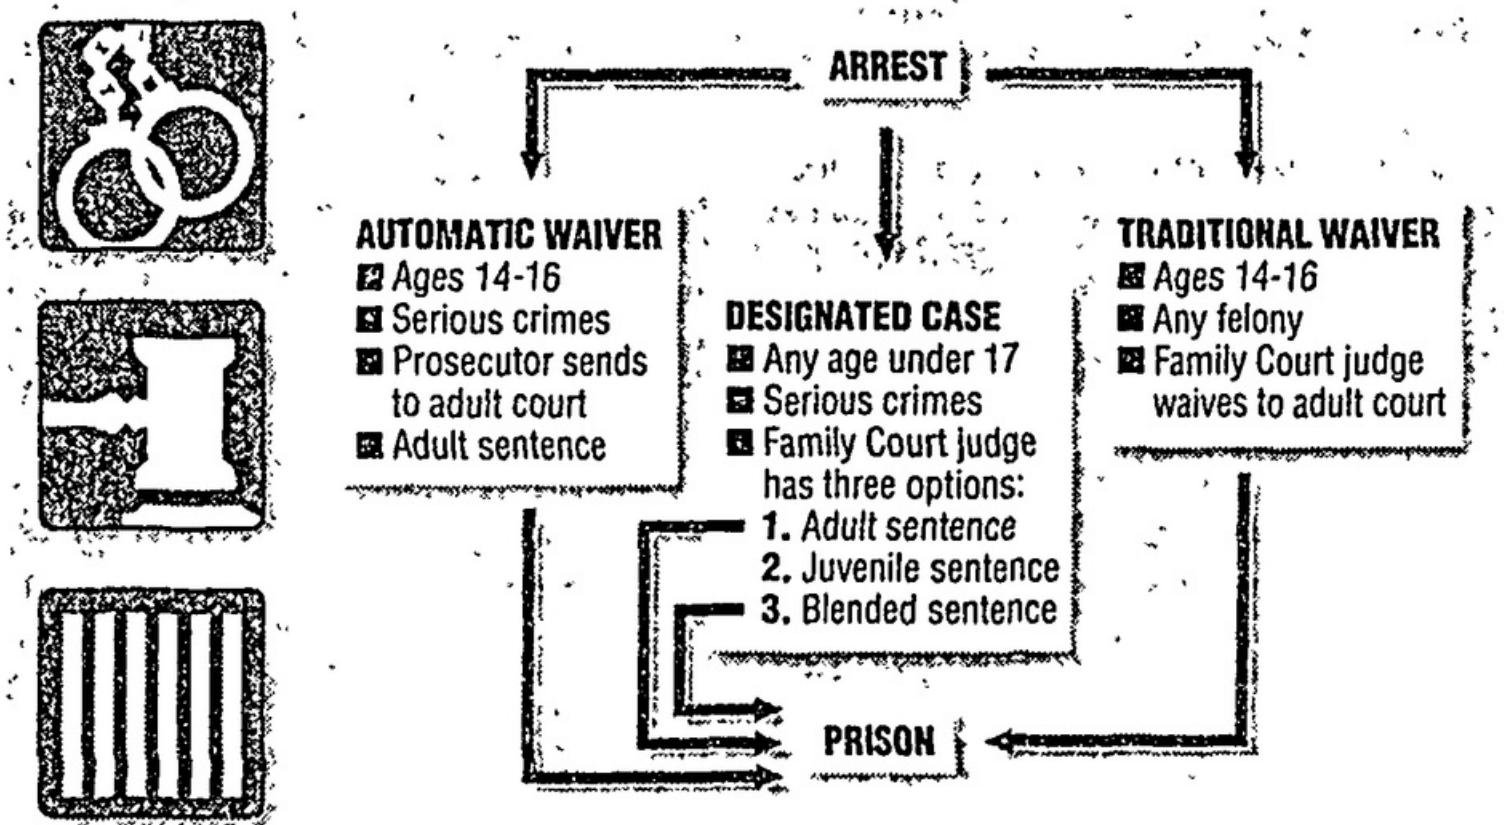 ARREST
AUTOMATIC WAIVER
Ages 14-16
Serious crimes
Prosecutor sends
to adult court
Adult sentence
DESIGNATED CASE
Any age under 17
Serious crimes
Family Court judge
has three options:
1. Adult sentence
2. Juvenile sentence
3. Blended sentence
TRADITIONAL WAIVER
Ages 14-16
Any felony
Family Court judge
waives to adult court
PRISON